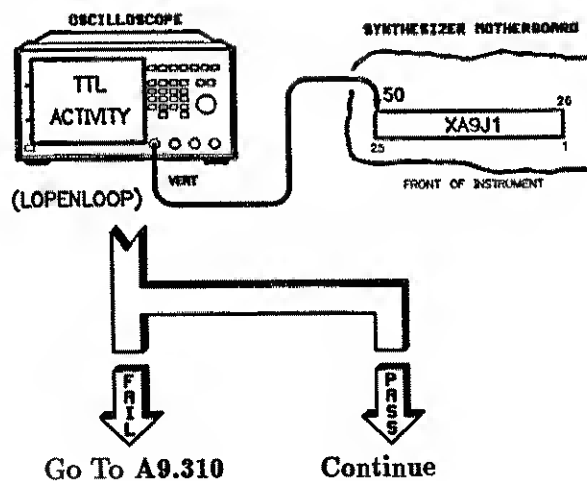 OSCILLOSCOPE
SYNTHESIZER MOTHERBOARD
TTL
ACTIVITY
50
26
XA9J1
25
1
VERT
FRONT OF INSTRUMENT
(LOPENLOOP)
FAIL
PASS
Go To A9.310
Continue